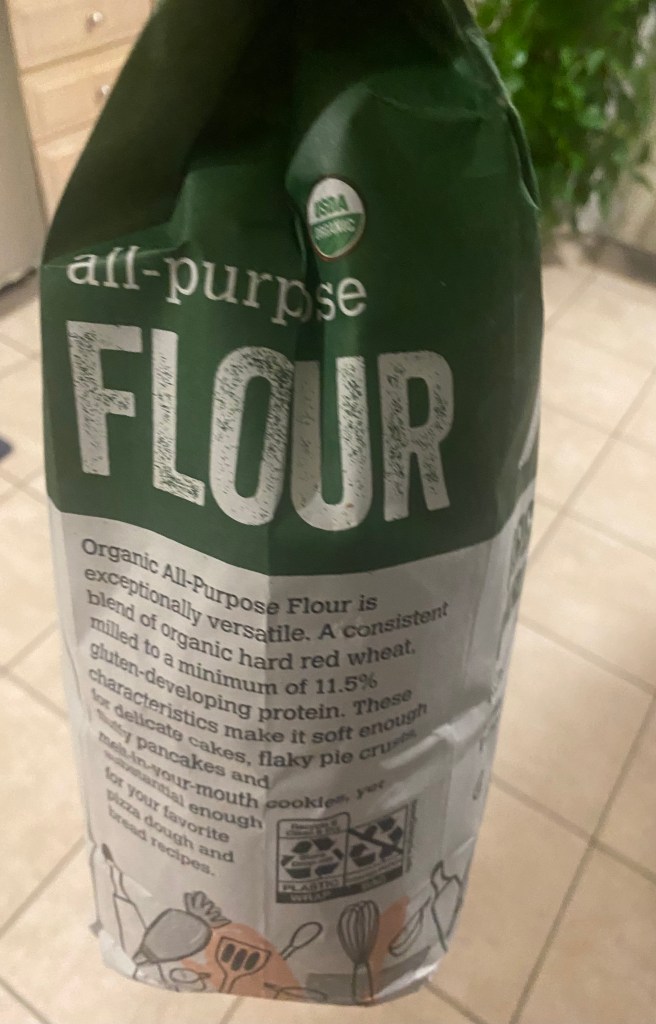 USDA
ORGANIC
all-purpose
FLOUR
Organic All-Purpose Flour is
exceptionally versatile. A consistent
blend of organic hard red wheat,
milled to a minimum of 11.5%
gluten-developing protein. These
characteristics make it soft enough
for delicate cakes, flaky pie crusts,
fluffy pancakes and
melt-in-your-mouth cookies, yet
substantial enough
for your favorite
pizza dough and
bread recipes.
PLASTIC
WRAP